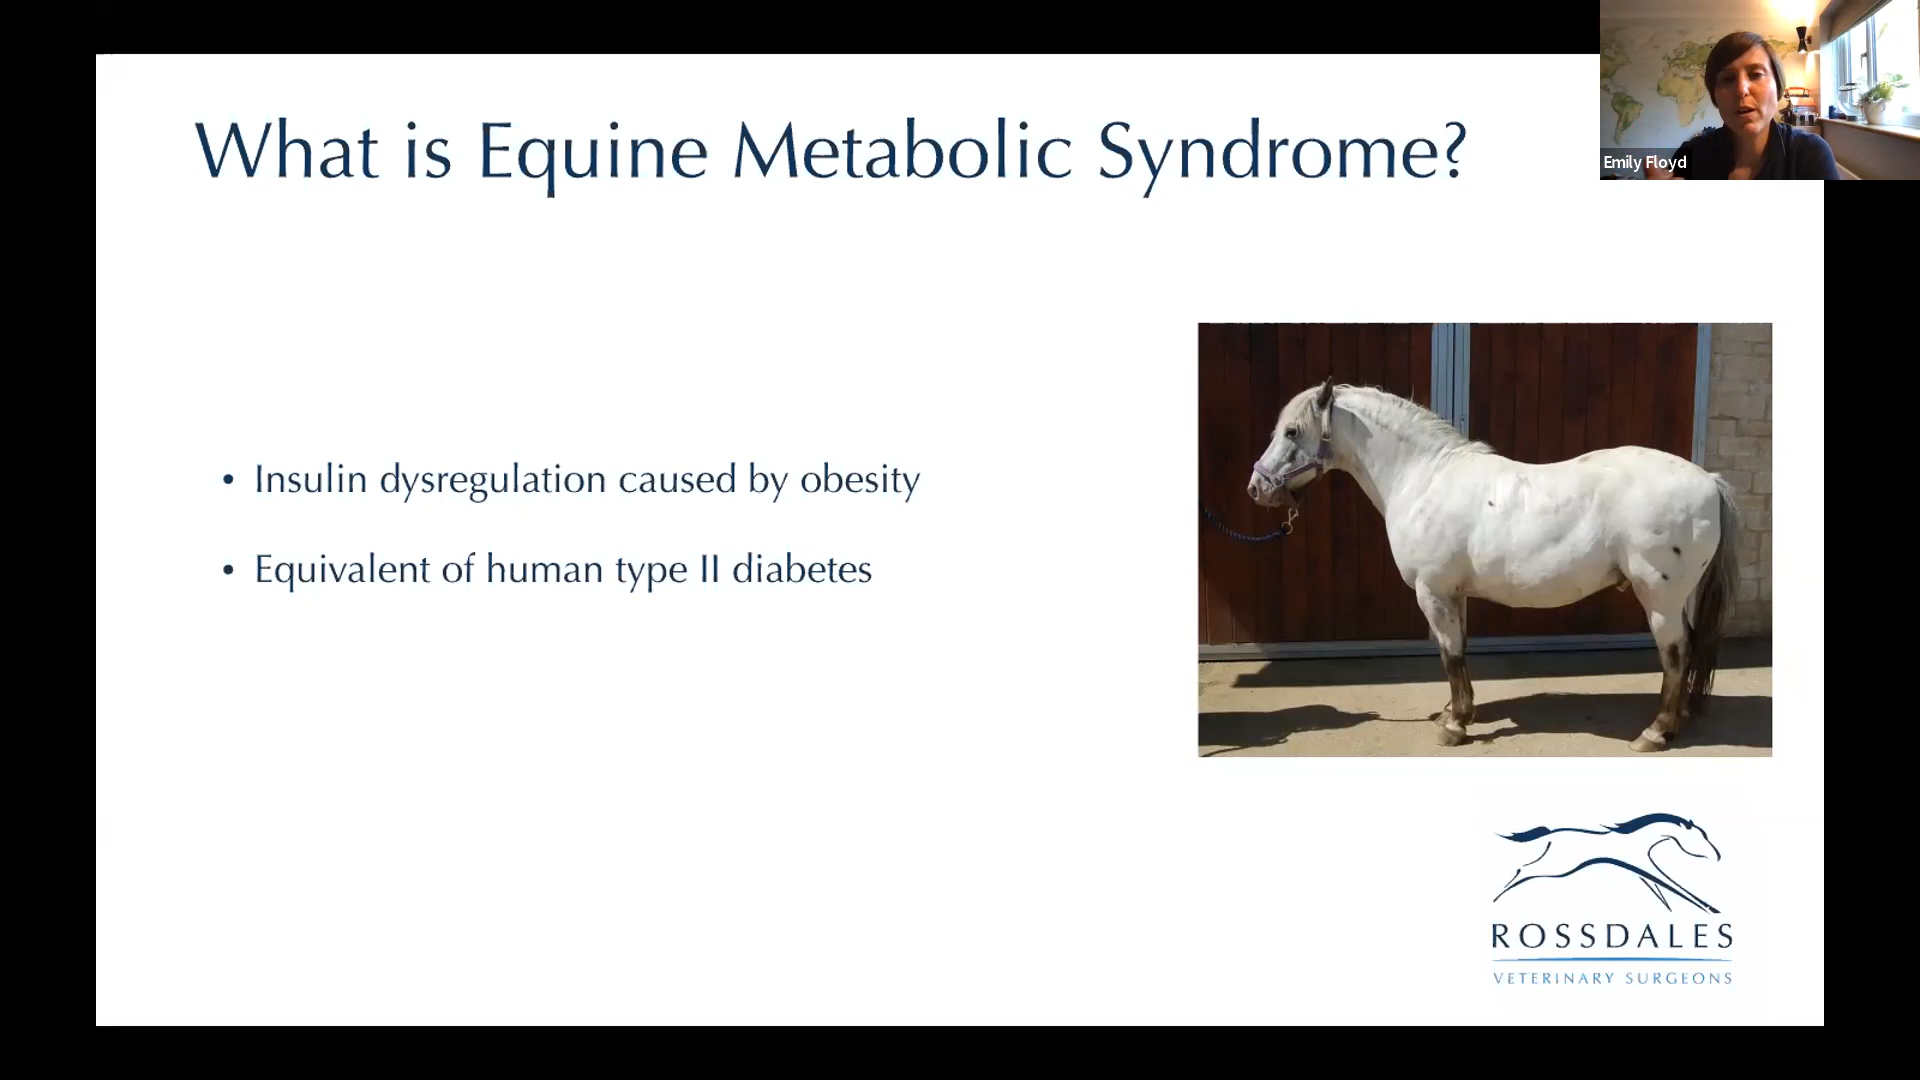 What is Equine Metabolic Syndrome?
Emily Floyd
• Insulin dysregulation caused by obesity
• Equivalent of human type II diabetes
ROSSDALES
VETERINARY SURGEONS